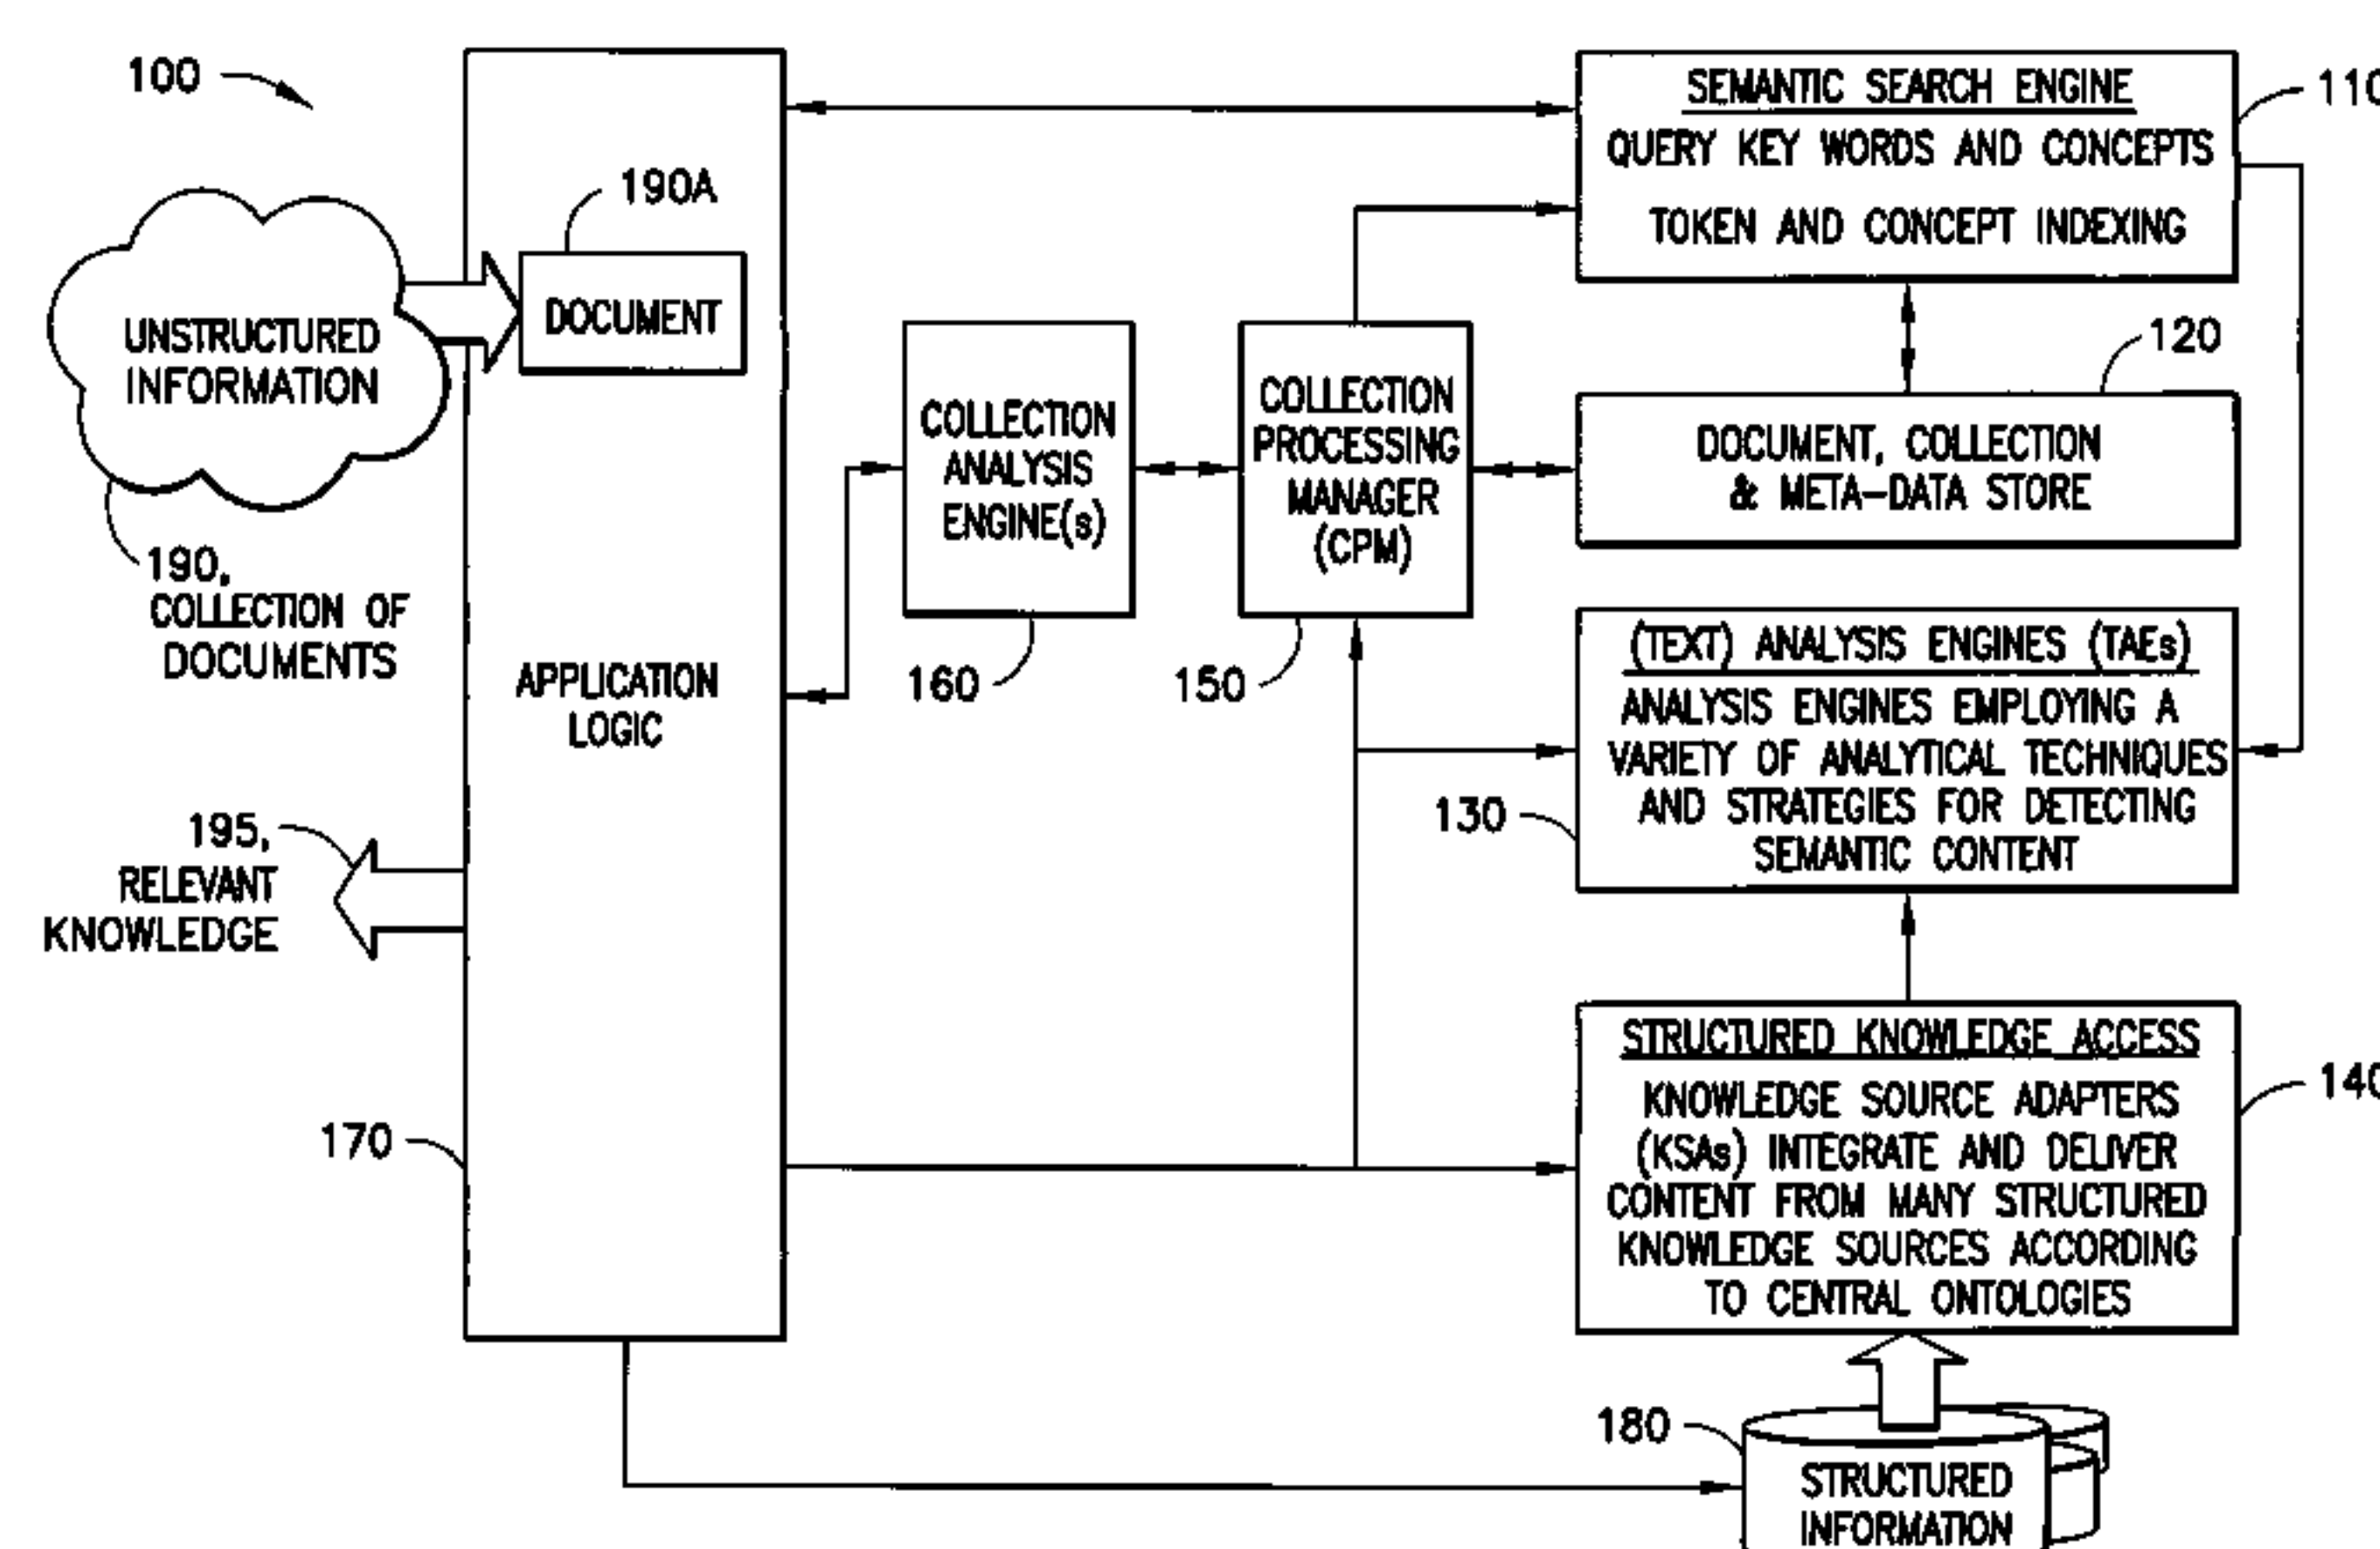 100
190A
DOCUMENT
UNSTRUCTURED
INFORMATION
190,
COLLECTION OF
DOCUMENTS
APPLICATION
LOGIC
195,
RELEVANT
KNOWLEDGE
170
COLLECTION
ANALYSIS
ENGINE(s)
160
COLLECTION
PROCESSING
MANAGER
(CPM)
150
SEMANTIC SEARCH ENGINE
QUERY KEY WORDS AND CONCEPTS
TOKEN AND CONCEPT INDEXING
110
120
DOCUMENT, COLLECTION
& META-DATA STORE
(TEXT) ANALYSIS ENGINES (TAEs)
ANALYSIS ENGINES EMPLOYING A
VARIETY OF ANALYTICAL TECHNIQUES
AND STRATEGIES FOR DETECTING
SEMANTIC CONTENT
130
STRUCTURED KNOWLEDGE ACCESS
KNOWLEDGE SOURCE ADAPTERS
(KSAs) INTEGRATE AND DELIVER
CONTENT FROM MANY STRUCTURED
KNOWLEDGE SOURCES ACCORDING
TO CENTRAL ONTOLOGIES
140
180
STRUCTURED
INFORMATION